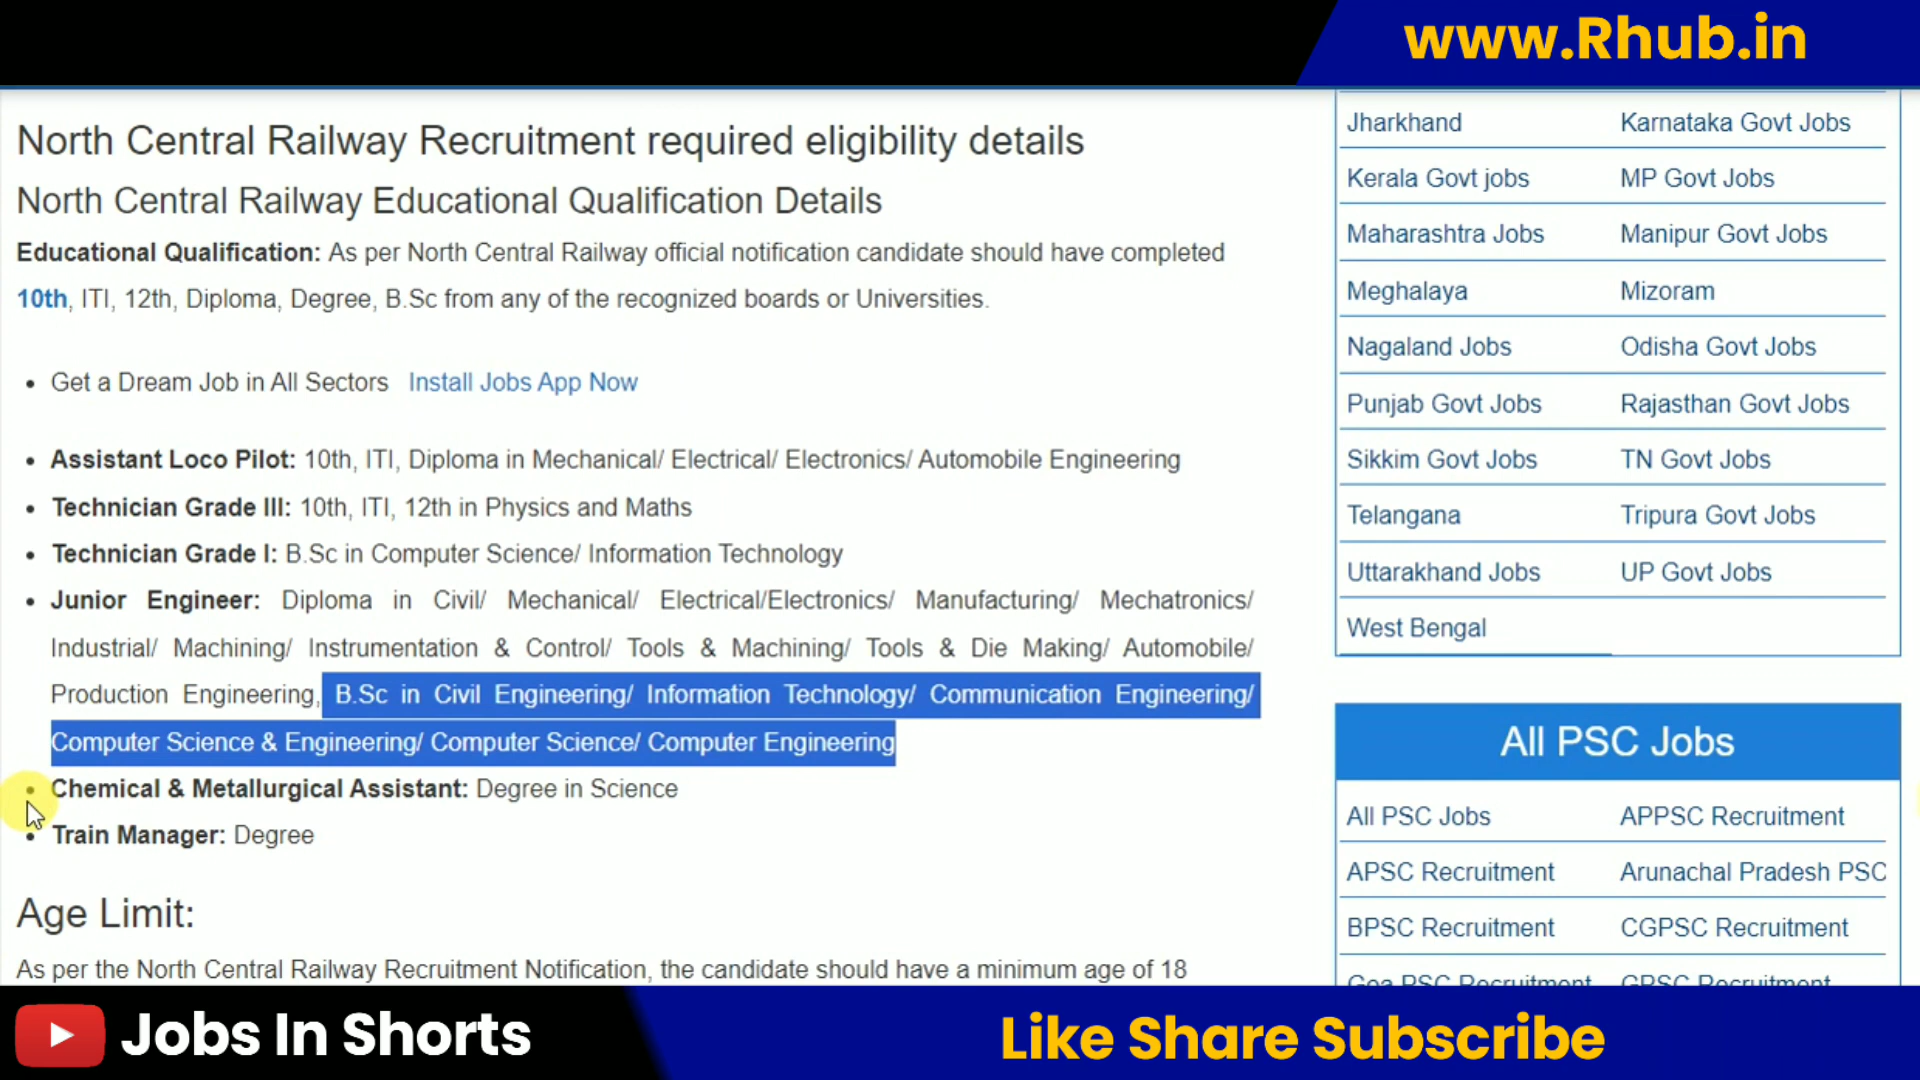 www.Rhub.in
North Central Railway Recruitment required eligibility details
North Central Railway Educational Qualification Details
Educational Qualification: As per North Central Railway official notification candidate should have completed
10th, ITI, 12th, Diploma, Degree, B.Sc from any of the recognized boards or Universities.
• Get a Dream Job in All Sectors Install Jobs App Now
• Assistant Loco Pilot: 10th, ITI, Diploma in Mechanical/ Electrical/ Electronics/ Automobile Engineering
• Technician Grade III: 10th, ITI, 12th in Physics and Maths
• Technician Grade I: B.Sc in Computer Science/ Information Technology
• Junior Engineer: Diploma in Civil/ Mechanical/ Electrical/Electronics/ Manufacturing/ Mechatronics/
Industrial/ Machining/ Instrumentation & Control/ Tools & Machining/ Tools & Die Making/ Automobile/
Production Engineering, B.Sc in Civil Engineering/ Information Technology/ Communication Engineering/
Computer Science & Engineering/ Computer Science/ Computer Engineering
• Chemical & Metallurgical Assistant: Degree in Science
• Train Manager: Degree
Age Limit:
As per the North Central Railway Recruitment Notification, the candidate should have a minimum age of 18
Jharkhand Karnataka Govt Jobs
Kerala Govt jobs MP Govt Jobs
Maharashtra Jobs Manipur Govt Jobs
Meghalaya Mizoram
Nagaland Jobs Odisha Govt Jobs
Punjab Govt Jobs Rajasthan Govt Jobs
Sikkim Govt Jobs TN Govt Jobs
Telangana Tripura Govt Jobs
Uttarakhand Jobs UP Govt Jobs
West Bengal
All PSC Jobs
All PSC Jobs APPSC Recruitment
APSC Recruitment Arunachal Pradesh PSC
BPSC Recruitment CGPSC Recruitment
Goa PSC Recruitment GPSC Recruitment
Jobs In Shorts
Like Share Subscribe